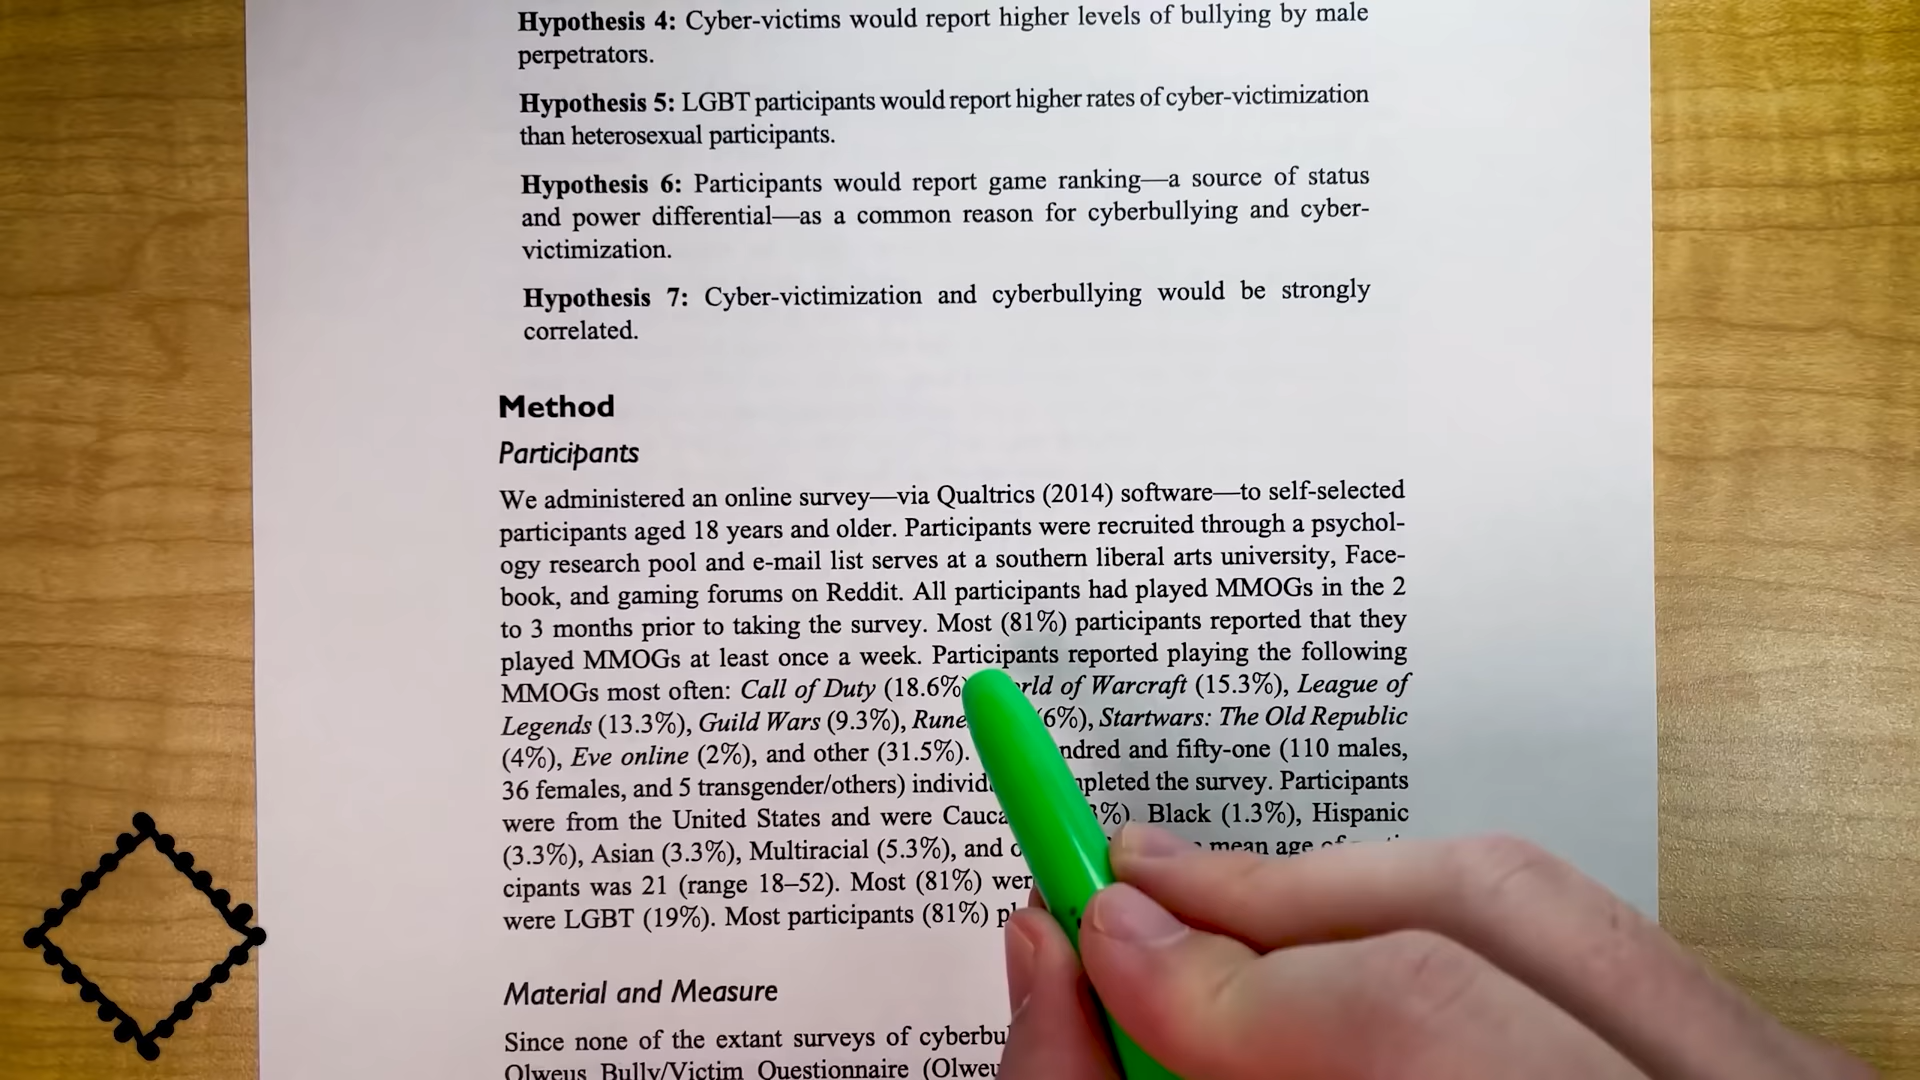 Hypothesis 4: Cyber-victims would report higher levels of bullying by male
perpetrators.
Hypothesis 5: LGBT participants would report higher rates of cyber-victimization
than heterosexual participants.
Hypothesis 6: Participants would report game ranking—a source of status
and power differential—as a common reason for cyberbullying and cyber-
victimization.
Hypothesis 7: Cyber-victimization and cyberbullying would be strongly
correlated.
Method
Participants
We administered an online survey—via Qualtrics (2014) software—to self-selected
participants aged 18 years and older. Participants were recruited through a psychol-
ogy research pool and e-mail list serves at a southern liberal arts university, Face-
book, and gaming forums on Reddit. All participants had played MMOGs in the 2
to 3 months prior to taking the survey. Most (81%) participants reported that they
played MMOGs at least once a week. Participants reported playing the following
MMOGs most often: Call of Duty (18.6%) of Warcraft (15.3%), League of
Legends (13.3%), Guild Wars (9.3%), (6%), Startwars: The Old Republic
(4%), Eve online (2%), and other (31.5%). and fifty-one (110 males,
36 females, and 5 transgender/others) the survey. Participants
were from the United States and were Black (1.3%), Hispanic
(3.3%), Asian (3.3%), Multiracial (5.3%), and mean age of
cipants was 21 (range 18–52). Most (81%)
were LGBT (19%). Most participants (81%)
Material and Measure
Since none of the extant surveys of
Olweus Bully/Victim Questionnaire